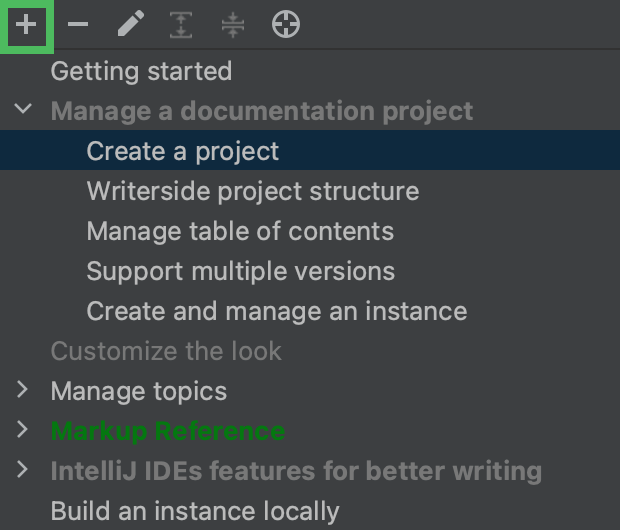 Getting started
Manage a documentation project
Create a project
Writerside project structure
Manage table of contents
Support multiple versions
Create and manage an instance
Customize the look
Manage topics
Markup Reference
IntelliJ IDEs features for better writing
Build an instance locally